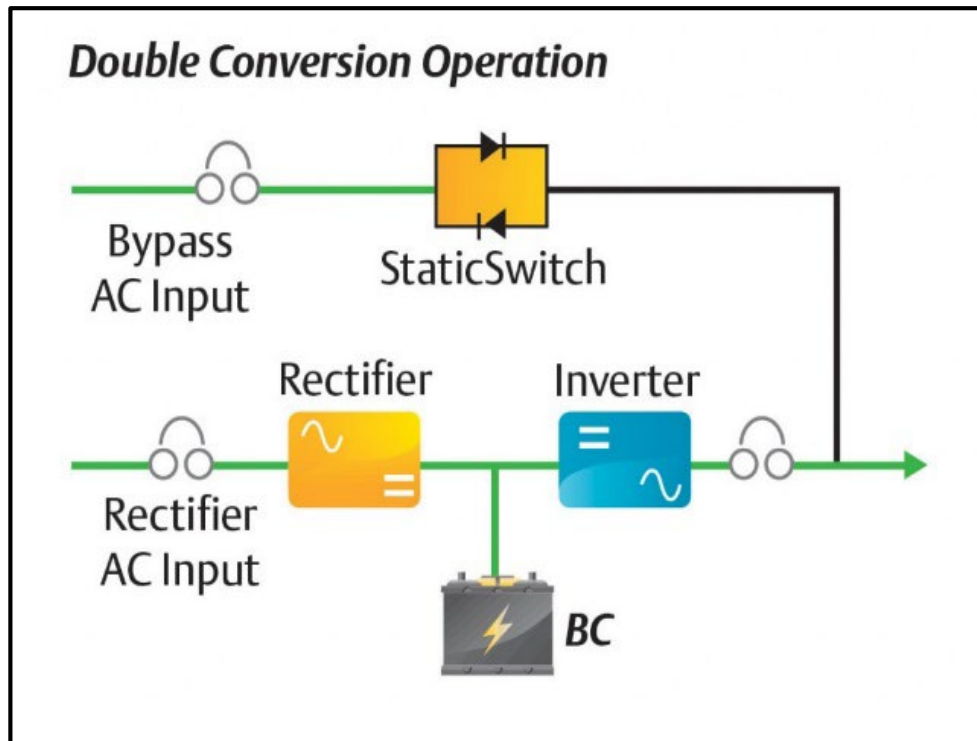 Double Conversion Operation
Bypass
AC Input
StaticSwitch
Rectifier
Inverter
Rectifier
AC Input
BC